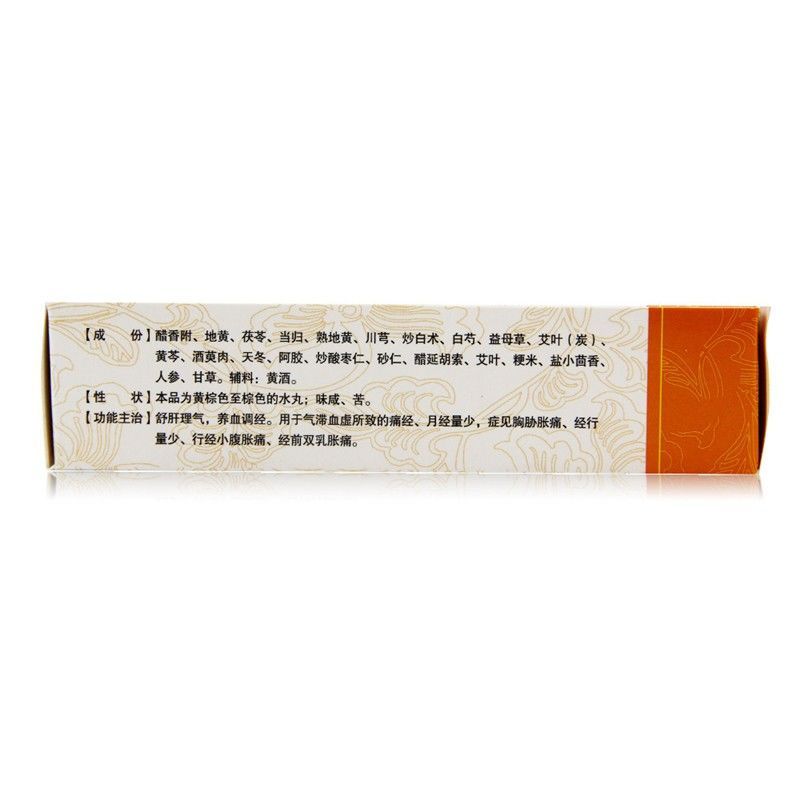 【成　份】醋香附、地黄、茯苓、当归、熟地黄、川芎、炒白术、白芍、益母草、艾叶(炭)、
黄芩、酒萸肉、天冬、阿胶、炒酸枣仁、砂仁、醋延胡索、艾叶、粳米、盐小茴香、
人参、甘草。辅料：黄酒。
【性　状】本品为黄棕色至棕色的水丸；味咸、苦。
【功能主治】舒肝理气，养血调经。用于气滞血虚所致的痛经、月经量少，症见胸胁胀痛、经行
量少、行经小腹胀痛、经前双乳胀痛。